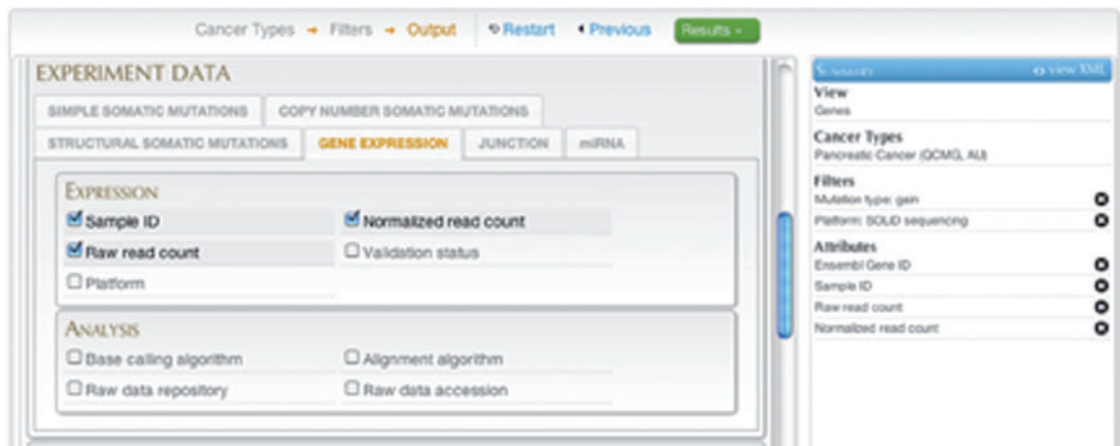 Cancer Types → Filters → Output Restart Previous Results
EXPERIMENT DATA
SIMPLE SOMATIC MUTATIONS COPY NUMBER SOMATIC MUTATIONS
STRUCTURAL SOMATIC MUTATIONS GENE EXPRESSION JUNCTION miRNA
EXPRESSION
Sample ID Normalized read count
Raw read count Validation status
Platform
ANALYSIS
Base calling algorithm Alignment algorithm
Raw data repository Raw data accession
SUMMARY view XML
View
Genes
Cancer Types
Pancreatic Cancer (QCMG, AU)
Filters
Mutation type: gain
Platform: SOLiD sequencing
Attributes
Ensembl Gene ID
Sample ID
Raw read count
Normalized read count